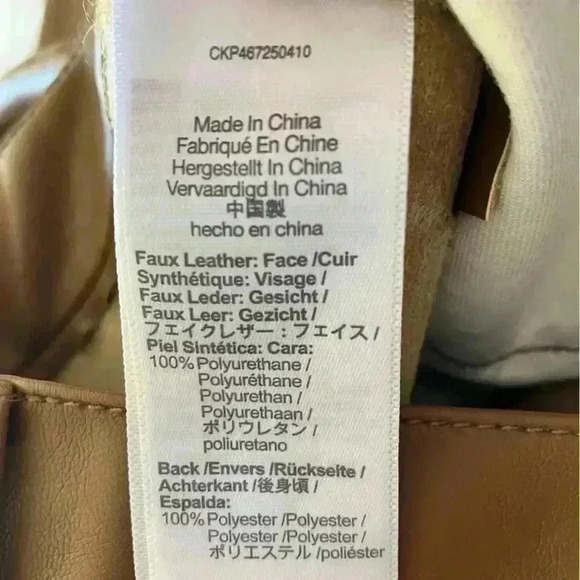 CKP467250410
Made In China
Fabriqué En Chine
Hergestellt In China
Vervaardigd In China
中国製
hecho en china
Faux Leather: Face /Cuir
Synthétique: Visage /
Faux Leder: Gesicht /
Faux Leer: Gezicht /
フェイクレザー：フェイス /
Piel Sintética: Cara:
100% Polyurethane /
Polyuréthane /
Polyurethan /
Polyurethaan /
ポリウレタン /
poliuretano
Back /Envers /Rückseite /
Achterkant /後身頃 /
Espalda:
100% Polyester /Polyester /
Polyester /Polyester /
ポリエステル /poliéster